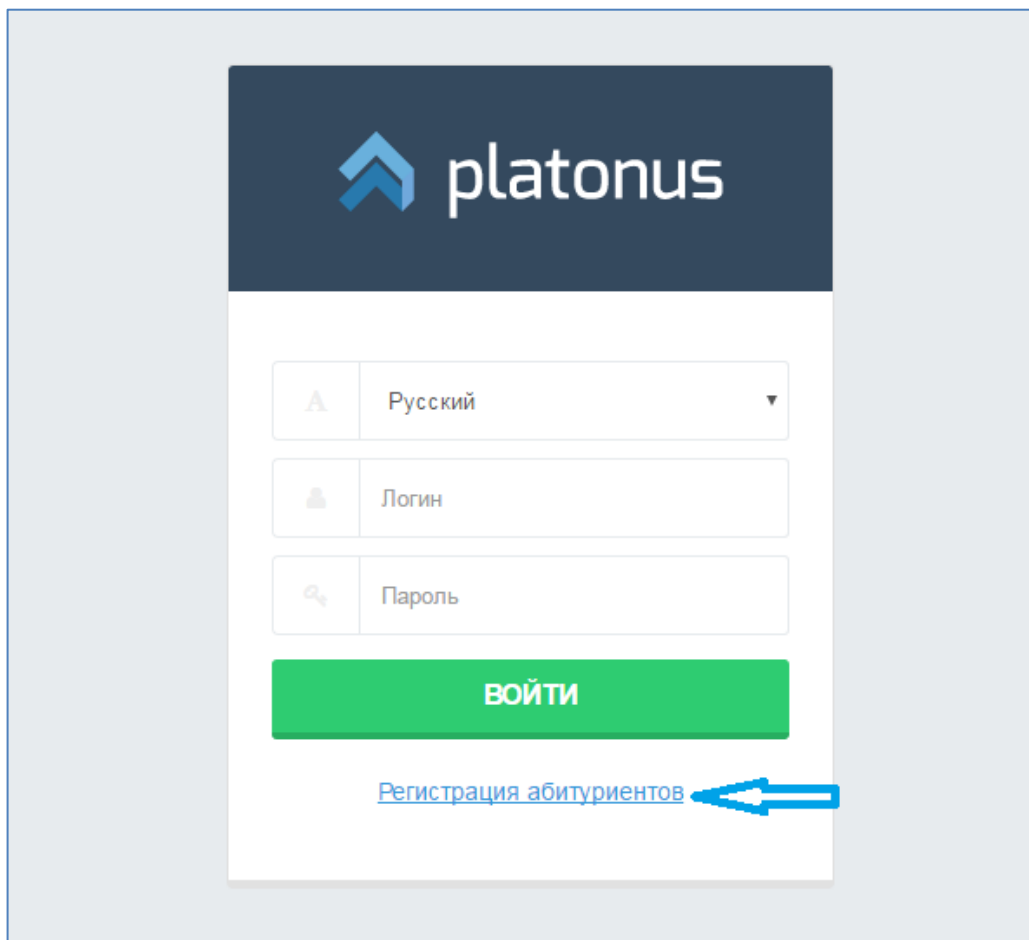 platonus
Русский
Логин
Пароль
ВОЙТИ
Регистрация абитуриентов